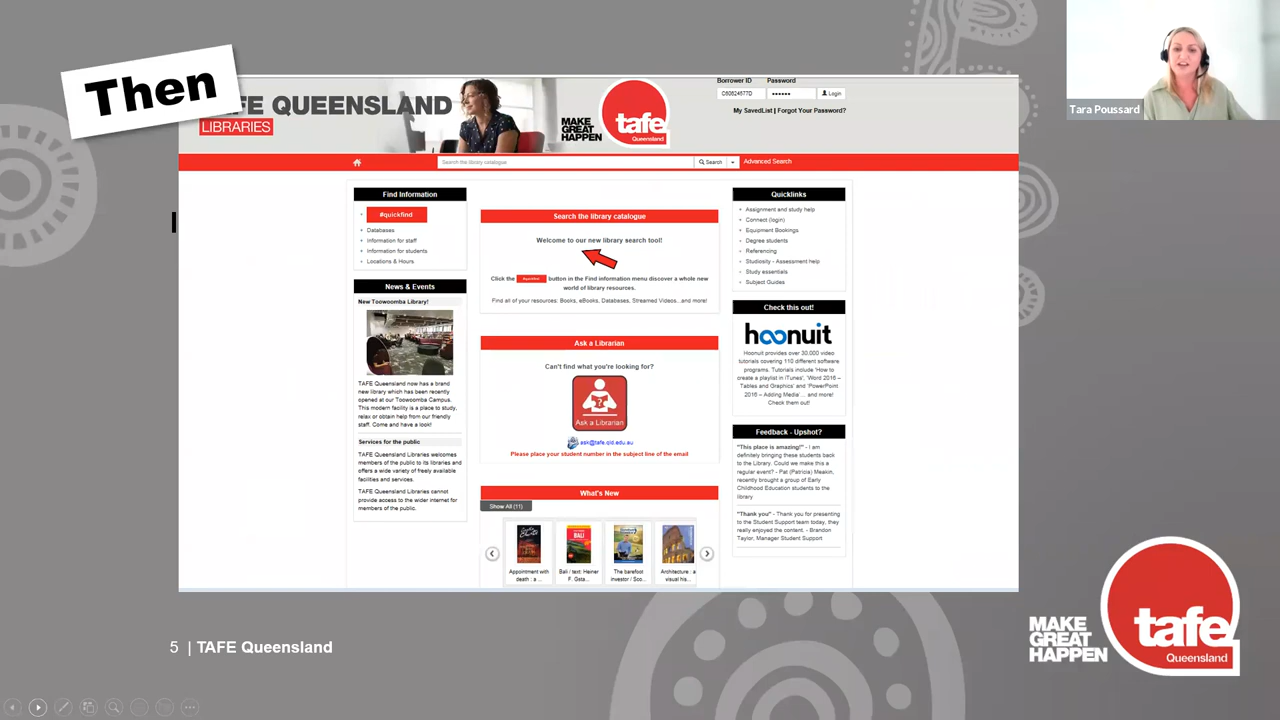 Then
Tara Poussard
TAFE QUEENSLAND
LIBRARIES
MAKE
GREAT
HAPPEN
tafe
Queensland
Borrower ID
Password
Login
My SavedList | Forgot Your Password?
Search the library catalogue
Search
Advanced Search
Find Information
#quickfind
Databases
Information for staff
Information for students
Locations & Hours
News & Events
New Toowoomba Library!
TAFE Queensland now has a brand
new library which has been recently
opened at our Toowoomba Campus.
This modern facility is a place to study,
relax or obtain help from our friendly
staff. Come and have a look!
Services for the public
TAFE Queensland Libraries welcomes
members of the public to its libraries and
offers a wide variety of freely available
facilities and services.
TAFE Queensland Libraries cannot
provide access to the wider internet for
members of the public.
Search the library catalogue
Welcome to our new library search tool!
Click the button in the Find information menu discover a whole new
world of library resources.
Find all of your resources: Books, eBooks, Databases, Streamed Videos...and more!
Ask a Librarian
Can't find what you're looking for?
Ask a Librarian
ask@tafe.qld.edu.au
Please place your student number in the subject line of the email
What's New
Show All (11)
BALI
Appointment with
death : a ...
Bali / text: Heiner
F. Gsta...
The barefoot
investor / Sco...
Architecture : a
visual his...
Quicklinks
Assignment and study help
Connect (login)
Equipment Bookings
Degree students
Referencing
Studiosity - Assessment help
Study essentials
Subject Guides
Check this out!
hoonuit
Hoonuit provides over 30,000 video
tutorials covering 110 different software
programs. Tutorials include 'How to
create a playlist in iTunes', 'Word 2016 –
Tables and Graphics' and 'PowerPoint
2016 – Adding Media'... and more!
Check them out!
Feedback - Upshot?
"This place is amazing!" - I am
definitely bringing these students back
to the Library. Could we make this a
regular event? - Pat (Patricia) Meakin,
recently brought a group of Early
Childhood Education students to the
library
"Thank you" - Thank you for presenting
to the Student Support team today, they
really enjoyed the content. - Brandon
Taylor, Manager Student Support
5 | TAFE Queensland
MAKE
GREAT
HAPPEN
tafe
Queensland